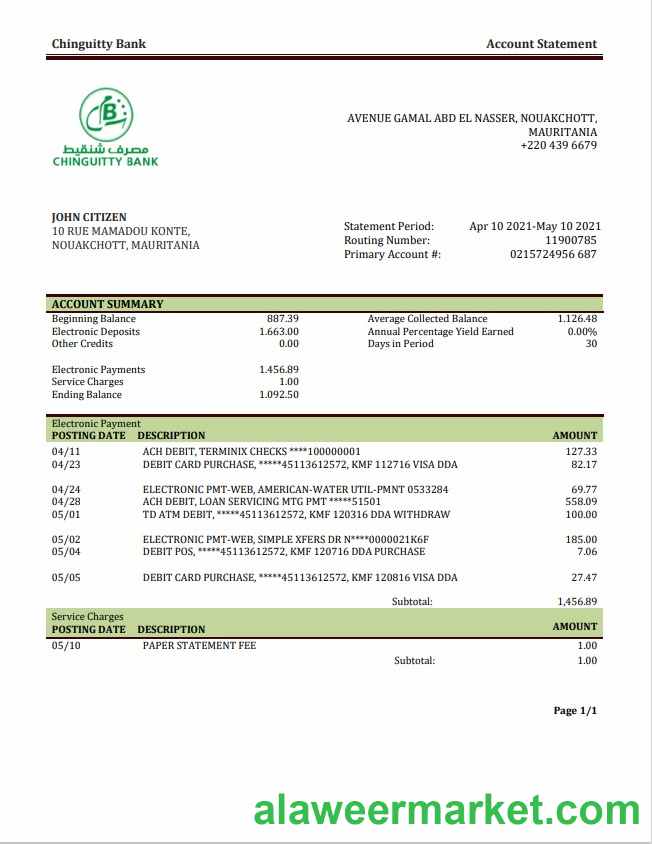 Chinguitty Bank Account Statement
مصرف شنقيط
CHINGUITTY BANK
AVENUE GAMAL ABD EL NASSER, NOUAKCHOTT,
MAURITANIA
+220 439 6679
JOHN CITIZEN
10 RUE MAMADOU KONTE,
NOUAKCHOTT, MAURITANIA
Statement Period: Apr 10 2021-May 10 2021
Routing Number: 11900785
Primary Account #: 0215724956 687
ACCOUNT SUMMARY
Beginning Balance 887.39 Average Collected Balance 1.126.48
Electronic Deposits 1.663.00 Annual Percentage Yield Earned 0.00%
Other Credits 0.00 Days in Period 30
Electronic Payments 1.456.89
Service Charges 1.00
Ending Balance 1.092.50
Electronic Payment
POSTING DATE DESCRIPTION AMOUNT
04/11 ACH DEBIT, TERMINIX CHECKS ****100000001 127.33
04/23 DEBIT CARD PURCHASE, *****45113612572, KMF 112716 VISA DDA 82.17
04/24 ELECTRONIC PMT-WEB, AMERICAN-WATER UTIL-PMNT 0533284 69.77
04/28 ACH DEBIT, LOAN SERVICING MTG PMT *****51501 558.09
05/01 TD ATM DEBIT, *****45113612572, KMF 120316 DDA WITHDRAW 100.00
05/02 ELECTRONIC PMT-WEB, SIMPLE XFERS DR N****0000021K6F 185.00
05/04 DEBIT POS, *****45113612572, KMF 120716 DDA PURCHASE 7.06
05/05 DEBIT CARD PURCHASE, *****45113612572, KMF 120816 VISA DDA 27.47
Subtotal: 1,456.89
Service Charges
POSTING DATE DESCRIPTION AMOUNT
05/10 PAPER STATEMENT FEE 1.00
Subtotal: 1.00
Page 1/1
alaweermarket.com